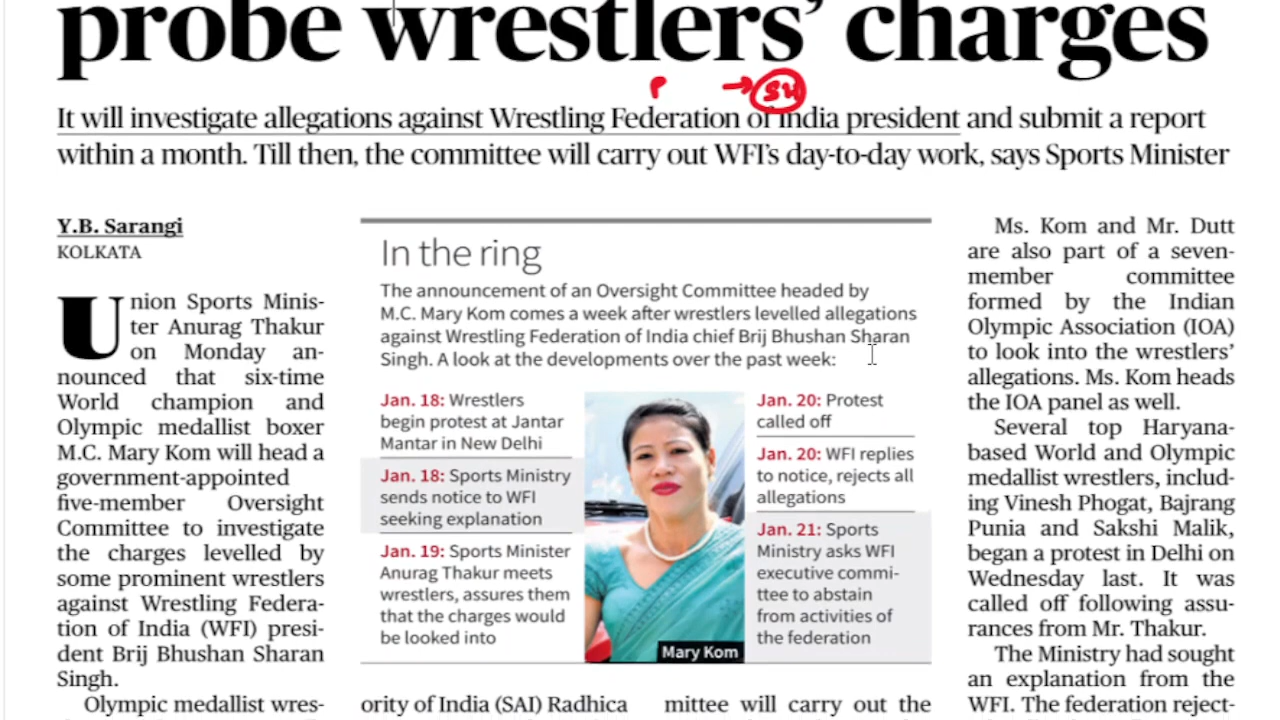 probe wrestlers’ charges
P → SH
It will investigate allegations against Wrestling Federation of India president and submit a report
within a month. Till then, the committee will carry out WFI’s day-to-day work, says Sports Minister
Y.B. Sarangi
KOLKATA
Union Sports Minis-
ter Anurag Thakur
on Monday an-
nounced that six-time
World champion and
Olympic medallist boxer
M.C. Mary Kom will head a
government-appointed
five-member Oversight
Committee to investigate
the charges levelled by
some prominent wrestlers
against Wrestling Federa-
tion of India (WFI) presi-
dent Brij Bhushan Sharan
Singh.
Olympic medallist wres-
In the ring
The announcement of an Oversight Committee headed by
M.C. Mary Kom comes a week after wrestlers levelled allegations
against Wrestling Federation of India chief Brij Bhushan Sharan
Singh. A look at the developments over the past week:
Jan. 18: Wrestlers
begin protest at Jantar
Mantar in New Delhi
Jan. 18: Sports Ministry
sends notice to WFI
seeking explanation
Jan. 19: Sports Minister
Anurag Thakur meets
wrestlers, assures them
that the charges would
be looked into
Mary Kom
Jan. 20: Protest
called off
Jan. 20: WFI replies
to notice, rejects all
allegations
Jan. 21: Sports
Ministry asks WFI
executive commi-
ttee to abstain
from activities of
the federation
ority of India (SAI) Radhica
mittee will carry out the
Ms. Kom and Mr. Dutt
are also part of a seven-
member committee
formed by the Indian
Olympic Association (IOA)
to look into the wrestlers’
allegations. Ms. Kom heads
the IOA panel as well.
Several top Haryana-
based World and Olympic
medallist wrestlers, includ-
ing Vinesh Phogat, Bajrang
Punia and Sakshi Malik,
began a protest in Delhi on
Wednesday last. It was
called off following assu-
rances from Mr. Thakur.
The Ministry had sought
an explanation from the
WFI. The federation reject-